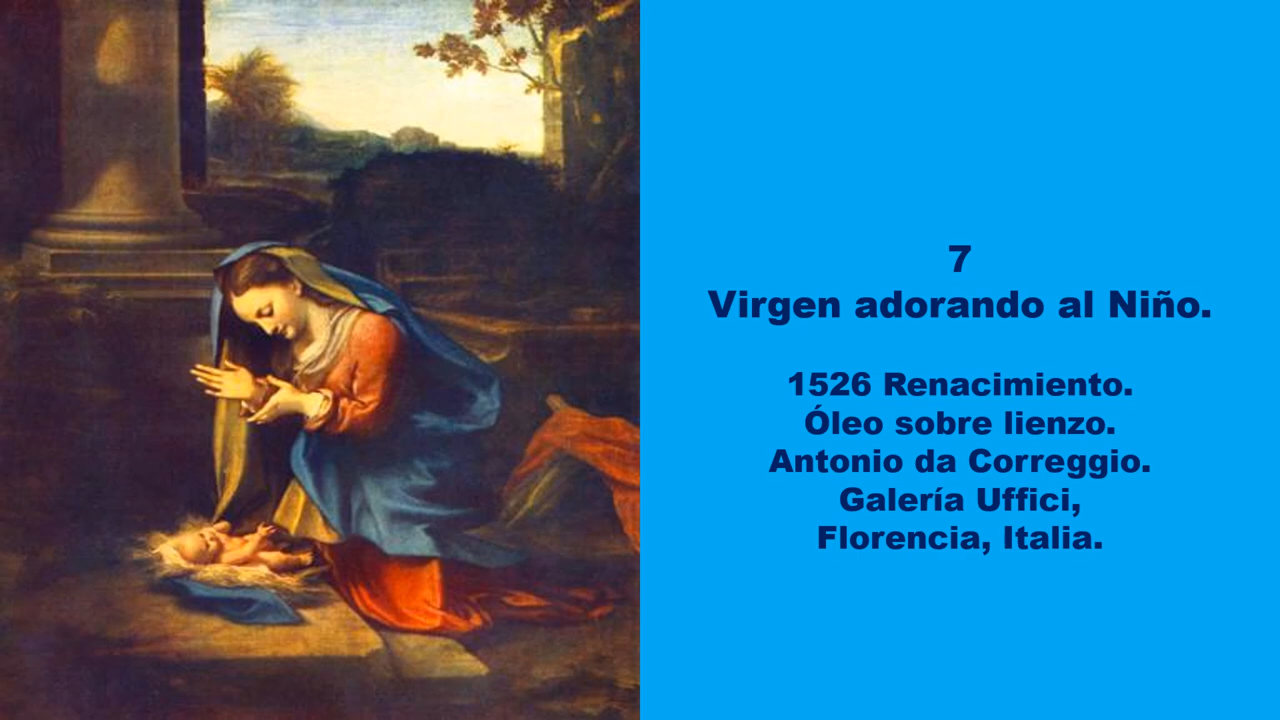 7
Virgen adorando al Niño.
1526 Renacimiento.
Óleo sobre lienzo.
Antonio da Correggio.
Galería Uffici,
Florencia, Italia.